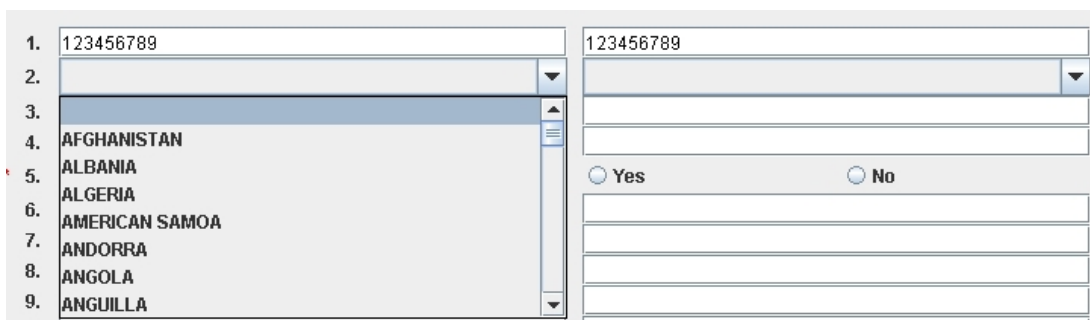 1. 123456789 123456789
2.
3.
4. AFGHANISTAN
ALBANIA
* 5. Yes No
ALGERIA
6.
AMERICAN SAMOA
7.
ANDORRA
8. ANGOLA
9. ANGUILLA